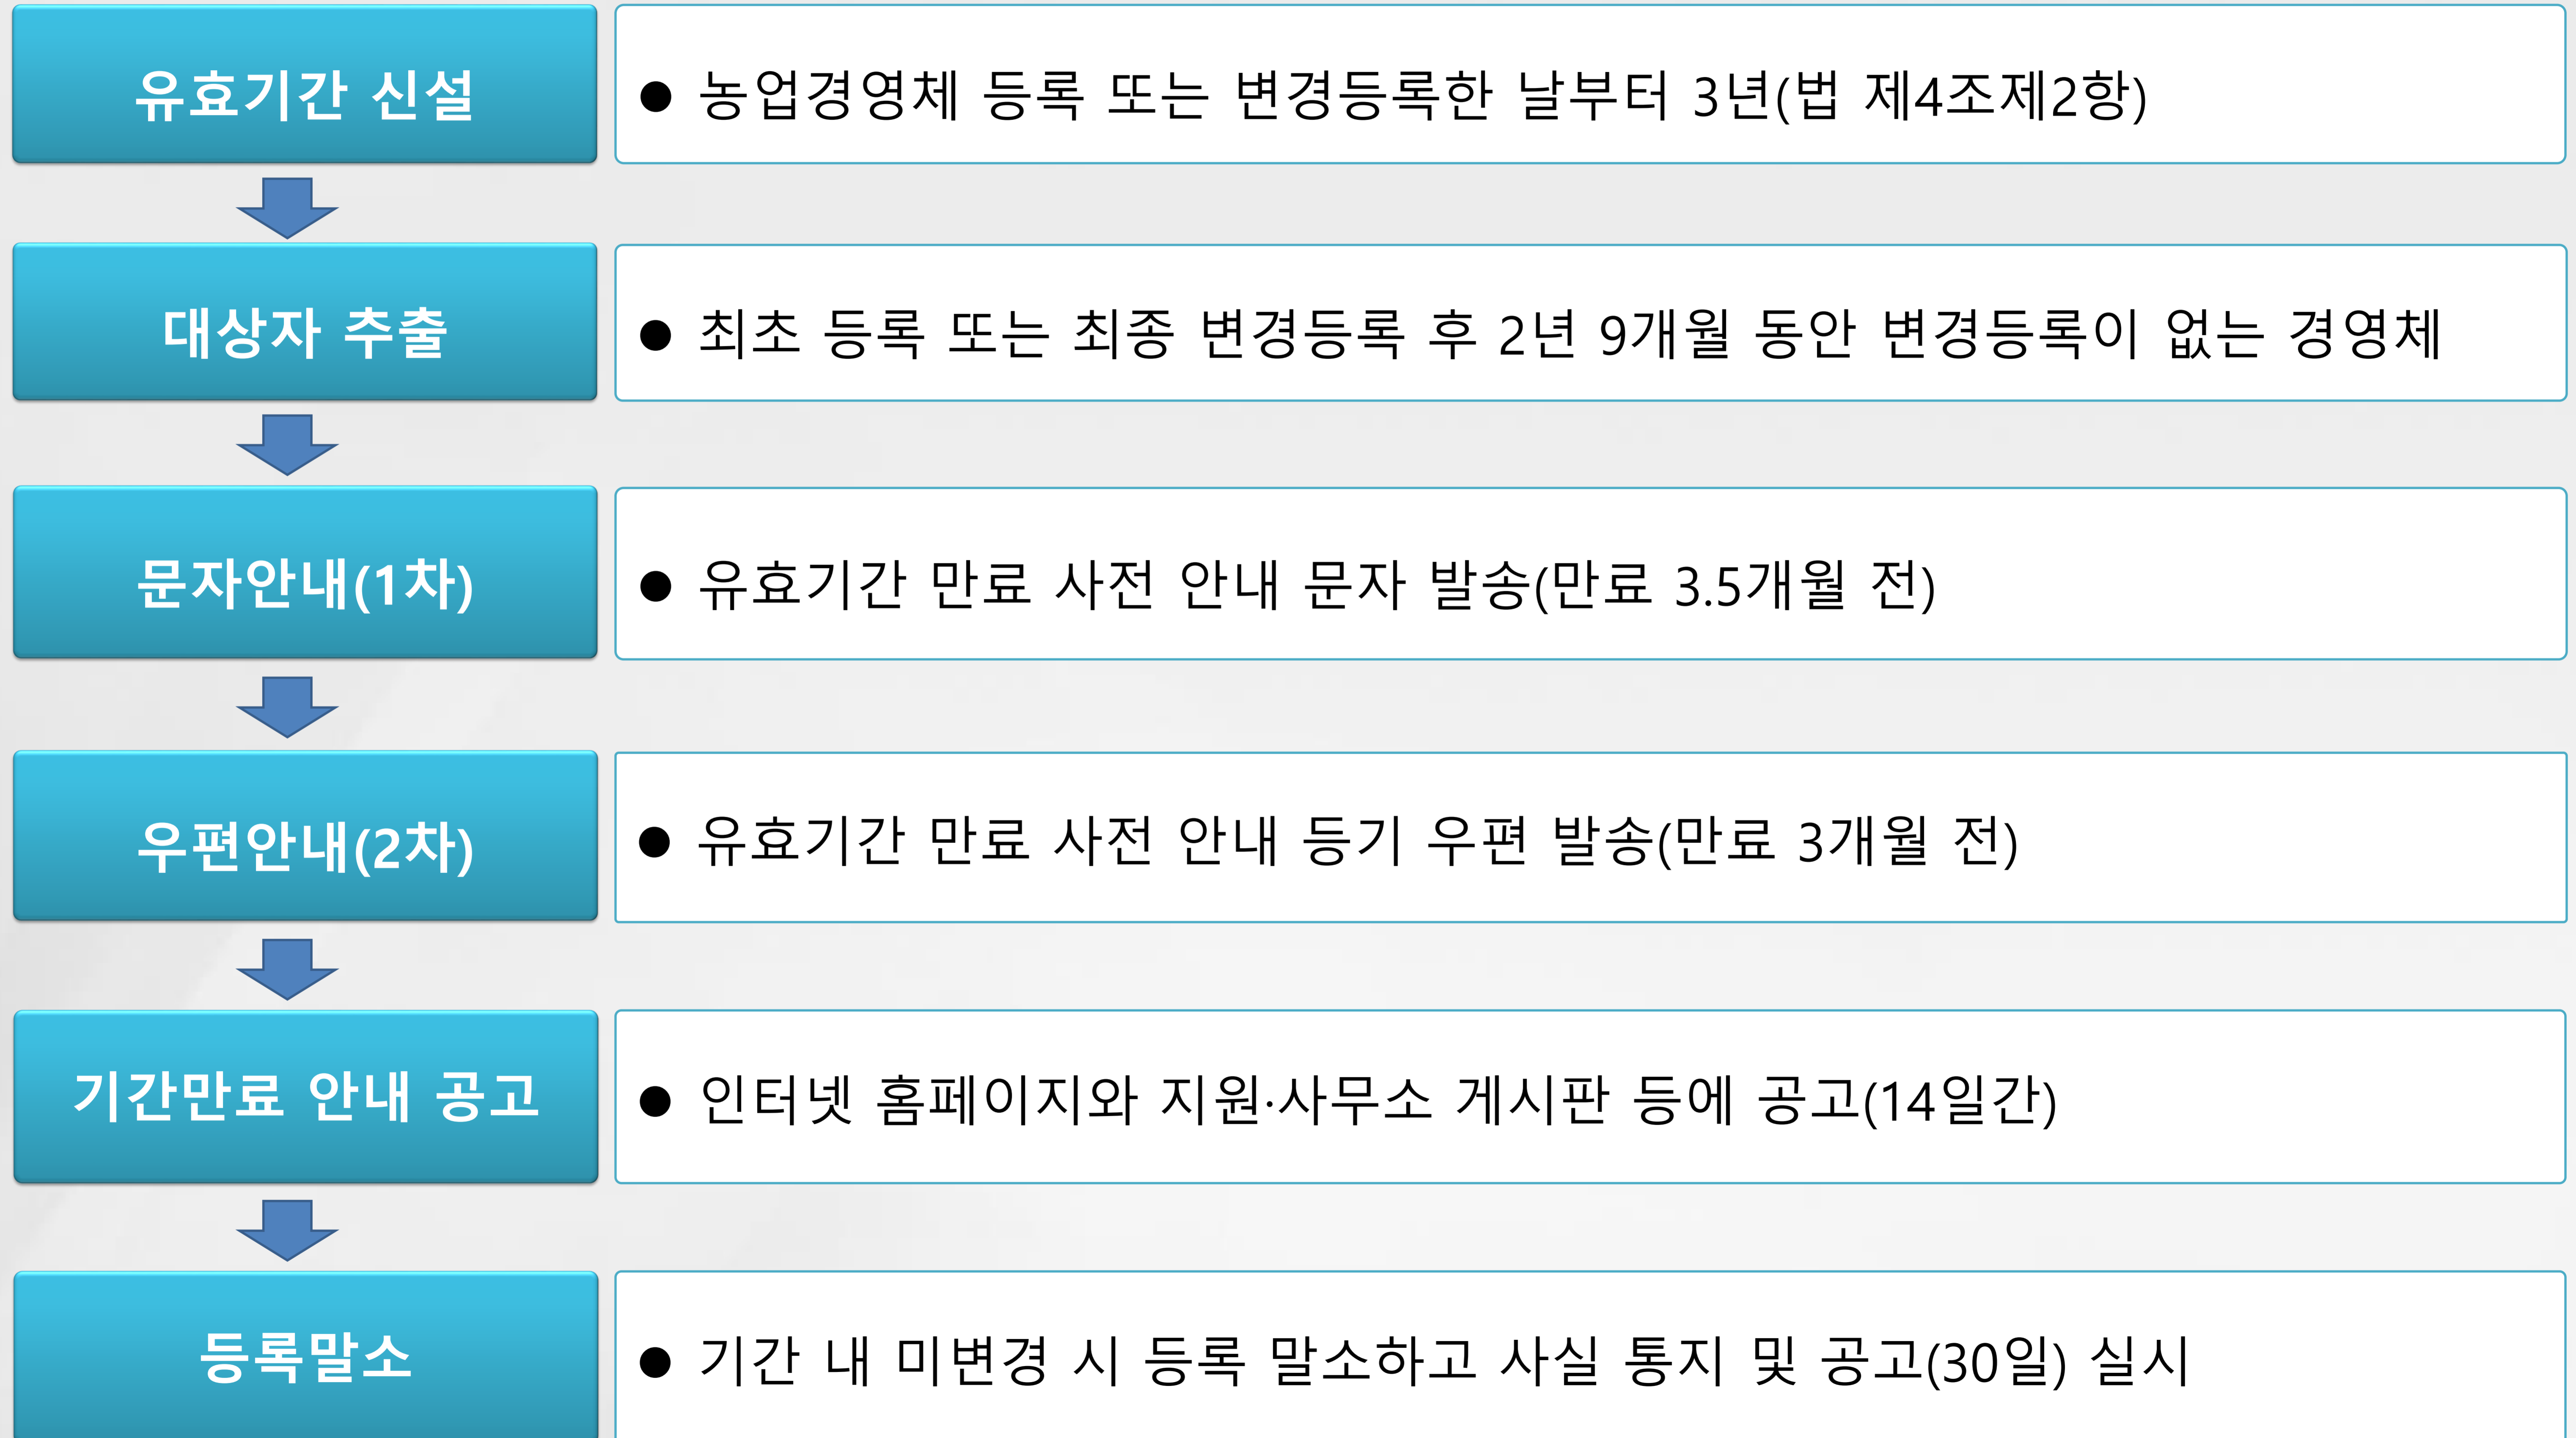 유효기간 신설
● 농업경영체 등록 또는 변경등록한 날부터 3년(법 제4조제2항)
대상자 추출
● 최초 등록 또는 최종 변경등록 후 2년 9개월 동안 변경등록이 없는 경영체
문자안내(1차)
● 유효기간 만료 사전 안내 문자 발송(만료 3.5개월 전)
우편안내(2차)
● 유효기간 만료 사전 안내 등기 우편 발송(만료 3개월 전)
기간만료 안내 공고
● 인터넷 홈페이지와 지원·사무소 게시판 등에 공고(14일간)
등록말소
● 기간 내 미변경 시 등록 말소하고 사실 통지 및 공고(30일) 실시